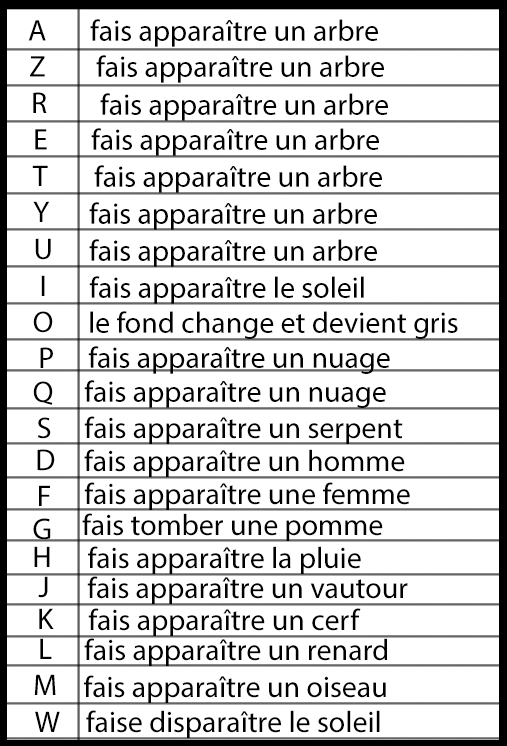 A fais apparaître un arbre
Z fais apparaître un arbre
R fais apparaître un arbre
E fais apparaître un arbre
T fais apparaître un arbre
Y fais apparaître un arbre
U fais apparaître un arbre
I fais apparaître le soleil
O le fond change et devient gris
P fais apparaître un nuage
Q fais apparaître un nuage
S fais apparaître un serpent
D fais apparaître un homme
F fais apparaître une femme
G fais tomber une pomme
H fais apparaître la pluie
J fais apparaître un vautour
K fais apparaître un cerf
L fais apparaître un renard
M fais apparaître un oiseau
W faise disparaître le soleil